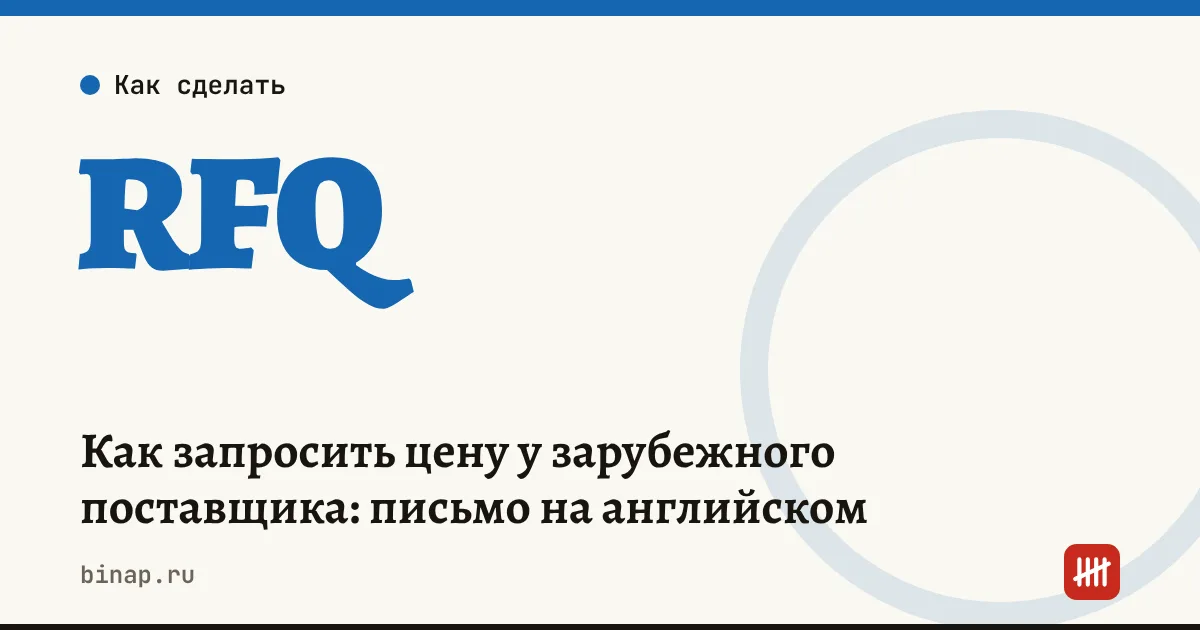 Как сделать
RFQ
Как запросить цену у зарубежного
поставщика: письмо на английском
binap.ru